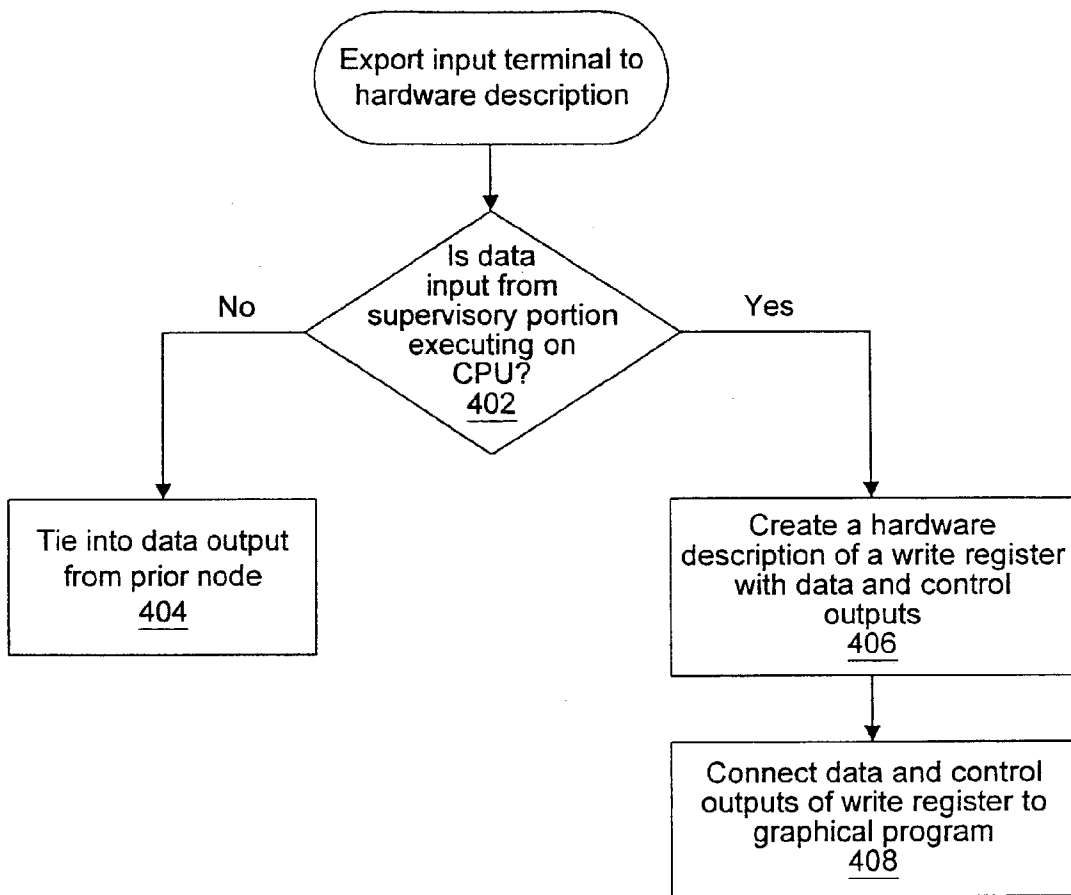 Export input terminal to
hardware description
Is data
input from
supervisory portion
executing on
CPU?
402
No
Yes
Tie into data output
from prior node
404
Create a hardware
description of a write register
with data and control
outputs
406
Connect data and control
outputs of write register to
graphical program
408